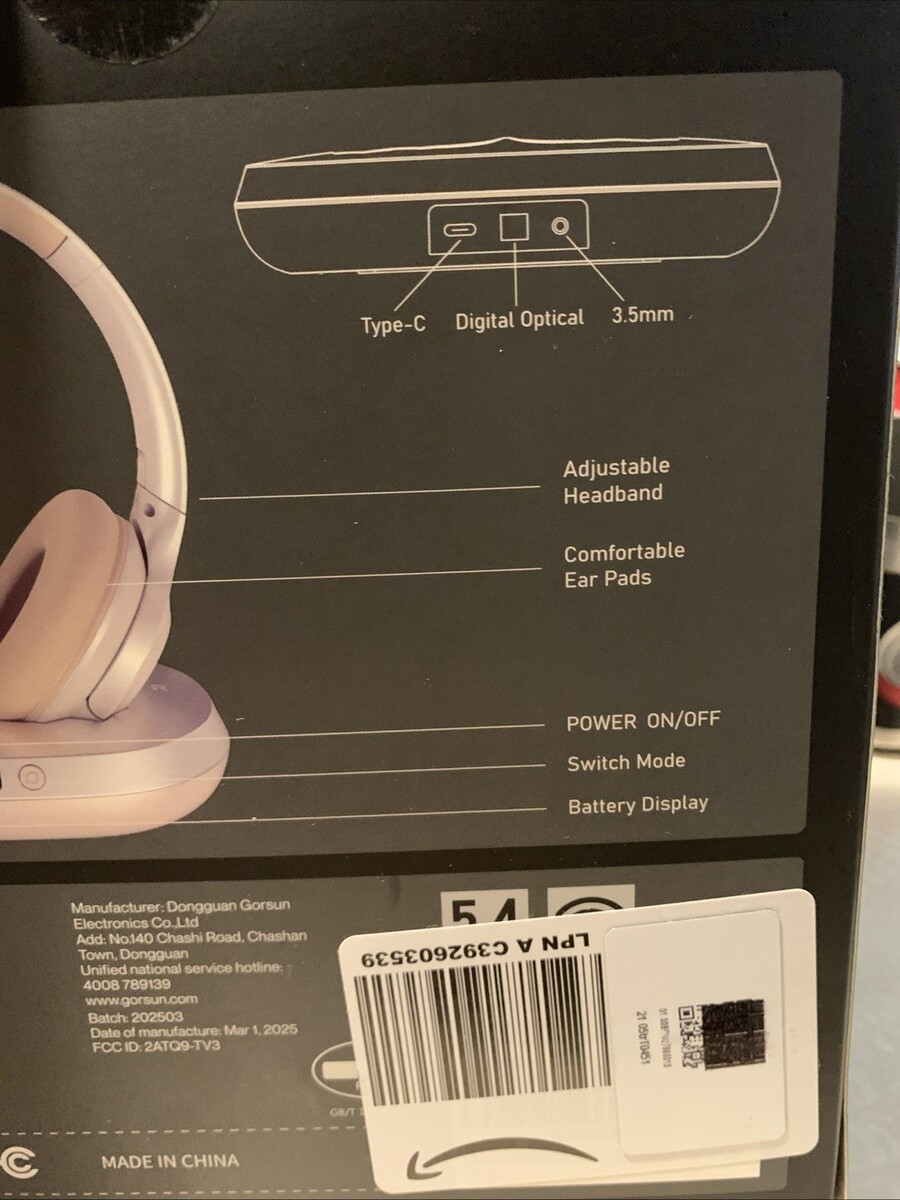 Type-C
Digital Optical
3.5mm
Adjustable
Headband
Comfortable
Ear Pads
POWER ON/OFF
Switch Mode
Battery Display
R
Manufacturer: Dongguan Gorsun
Electronics Co.,Ltd
Add: No.140 Chashi Road, Chashan
Town, Dongguan
Unified national service hotline:
4008 789139
www.gorsun.com
Batch: 202503
Date of manufacture: Mar 1, 2025
FCC ID: 2ATQ9-TV3
5.4
LPN A C392603539
GB/T
MADE IN CHINA